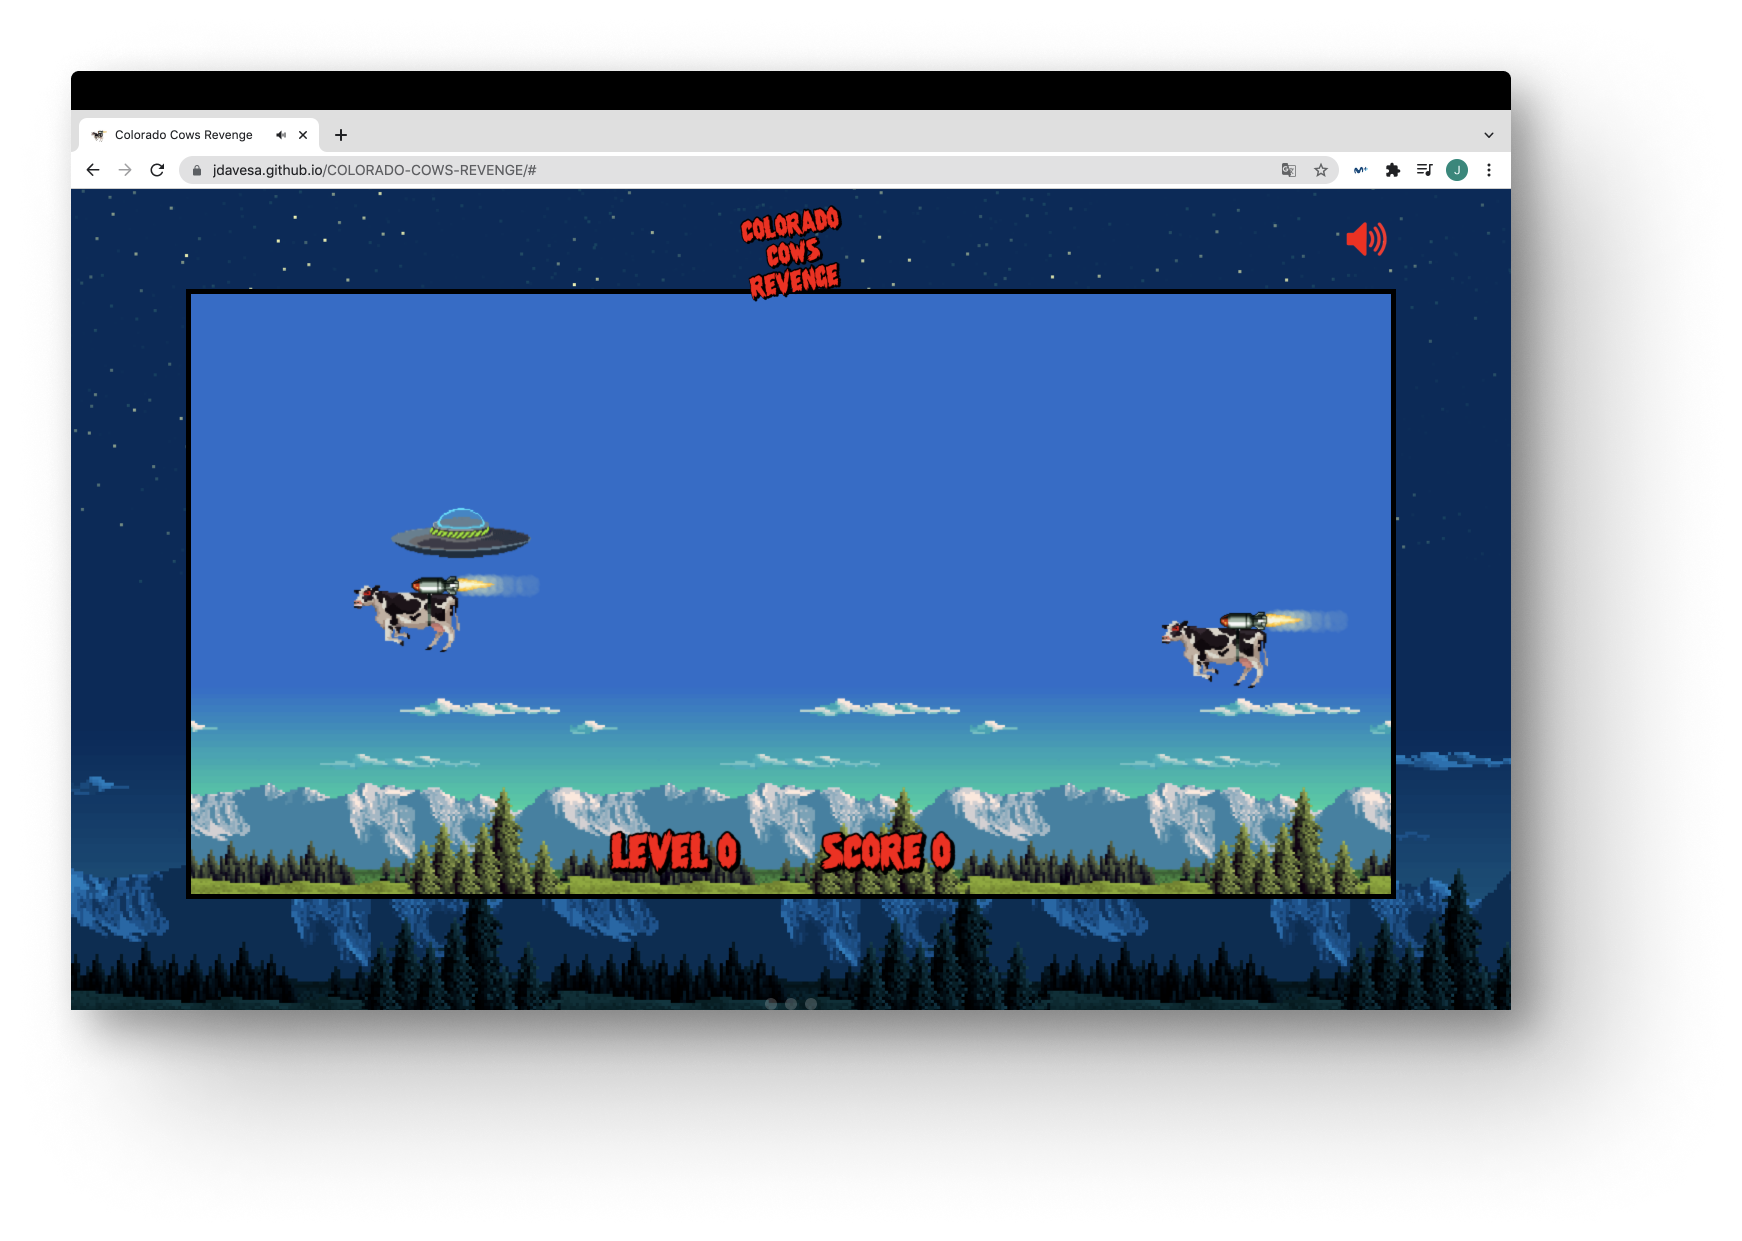 Colorado Cows Revenge
jdavesa.github.io/COLORADO-COWS-REVENGE/#
J
COLORADO
COWS
REVENGE
LEVEL 0 SCORE 0